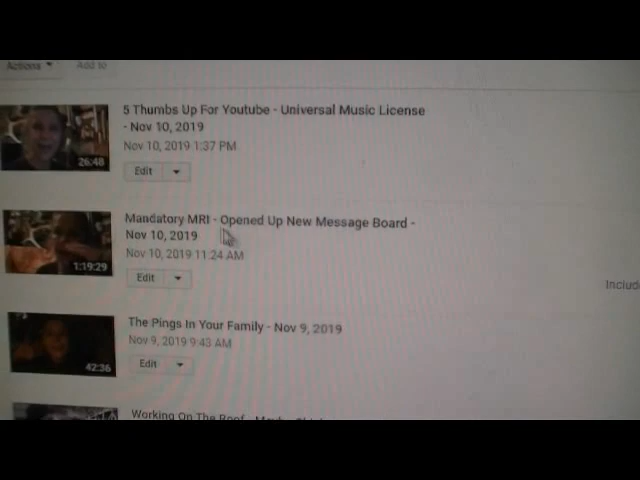 Actions
Add to
5 Thumbs Up For Youtube - Universal Music License
- Nov 10, 2019
Nov 10, 2019 1:37 PM
26:48
Edit
Mandatory MRI - Opened Up New Message Board -
Nov 10, 2019
Nov 10, 2019 11:24 AM
1:19:29
Edit
Includ
The Pings In Your Family - Nov 9, 2019
Nov 9, 2019 9:43 AM
42:36
Edit
Working On The Roof